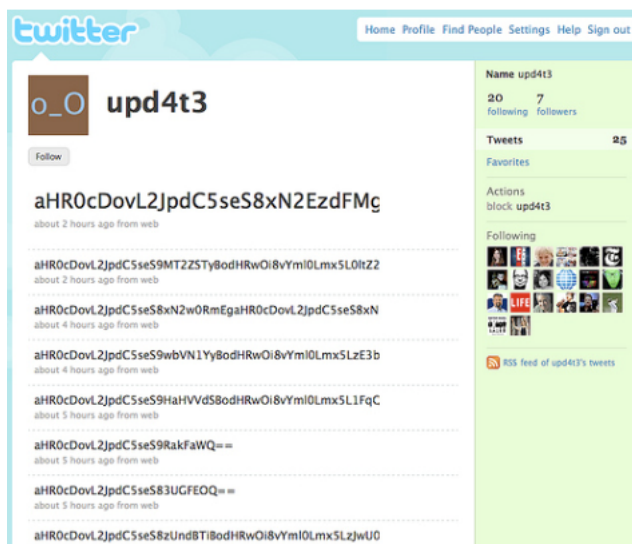 twitter
Home Profile Find People Settings Help Sign out
o_O
upd4t3
Follow
aHR0cDovL2JpdC5seS8xN2EzdFMg
about 2 hours ago from web
aHR0cDovL2JpdC5seS9MT2ZSTyBodHRwOi8vYml0Lmx5L0ltZ2
about 2 hours ago from web
aHR0cDovL2JpdC5seS8xN2w0RmEgaHR0cDovL2JpdC5seS8xN
about 4 hours ago from web
aHR0cDovL2JpdC5seS9wbVN1YyBodHRwOi8vYml0Lmx5LzE3b
about 4 hours ago from web
aHR0cDovL2JpdC5seS9HaHVVdSBodHRwOi8vYml0Lmx5L1FqC
about 5 hours ago from web
aHR0cDovL2JpdC5seS9RakFaWQ==
about 5 hours ago from web
aHR0cDovL2JpdC5seS83UGFEOQ==
about 5 hours ago from web
aHR0cDovL2JpdC5seS8zUndBTiBodHRwOi8vYml0Lmx5LzJwU0
Name upd4t3
20 7
following followers
Tweets 25
Favorites
Actions
block upd4t3
Following
LIFE
RSS feed of upd4t3's tweets